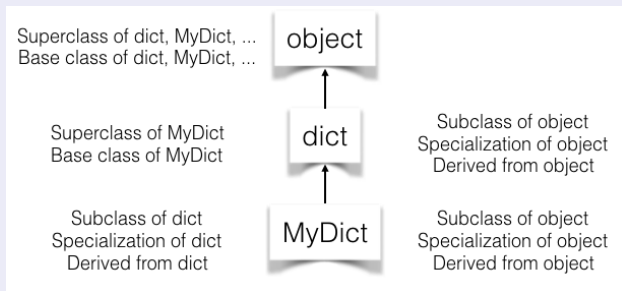 Superclass of dict, MyDict, ...
Base class of dict, MyDict, ...
object
Superclass of MyDict
Base class of MyDict
dict
Subclass of object
Specialization of object
Derived from object
Subclass of dict
Specialization of dict
Derived from dict
MyDict
Subclass of object
Specialization of object
Derived from object